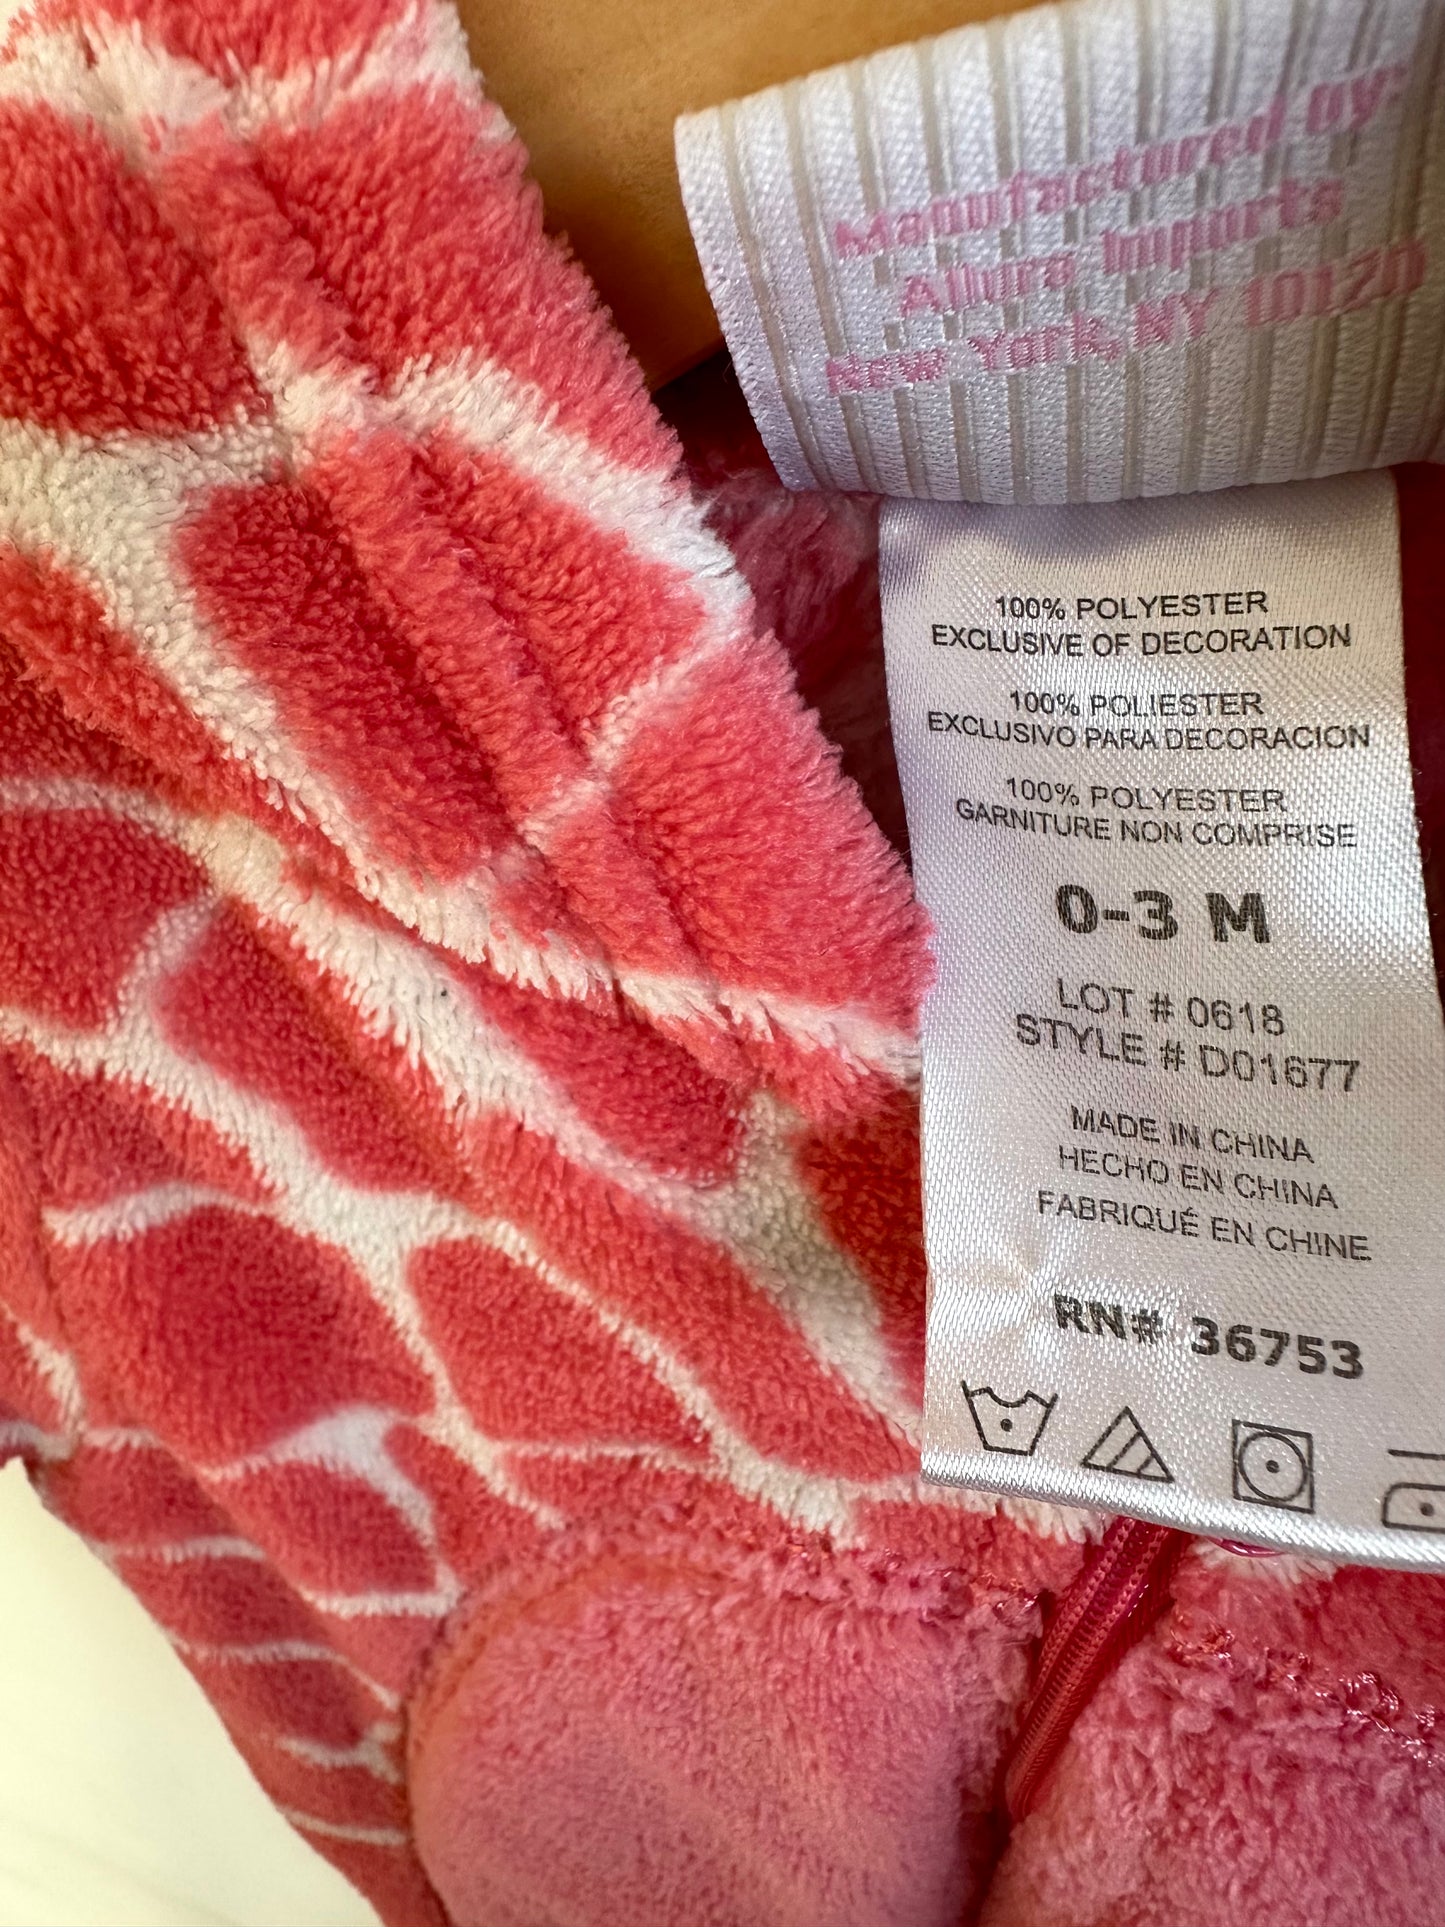 Manufactured By:
Allura Imports
New York, NY 10120
100% POLYESTER
EXCLUSIVE OF DECORATION
100% POLIESTER
EXCLUSIVO PARA DECORACION
100% POLYESTER
GARNITURE NON COMPRISE
0-3 M
LOT # 0618
STYLE # D01677
MADE IN CHINA
HECHO EN CHINA
FABRIQUÉ EN CHINE
RN# 36753